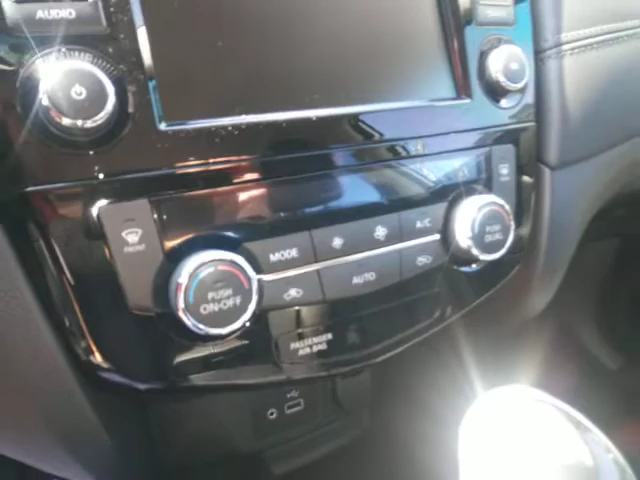 AUDIO
FRONT
MODE
A/C
PUSH
DUAL
PUSH
ON-OFF
AUTO
PASSENGER
AIR BAG